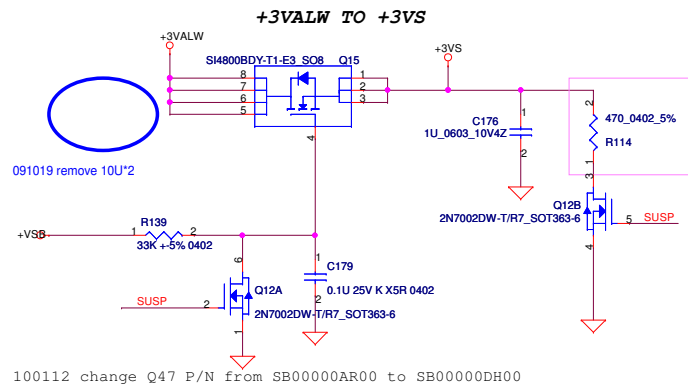 +3VALW TO +3VS
+3VALW
+3VS
SI4800BDY-T1-E3_SO8 Q15
8
7
6
5
1
2
3
4
091019 remove 10U*2
C176
1U_0603_10V4Z
1
2
2
470_0402_5%
R114
1
3
Q12B
2N7002DW-T/R7_SOT363-6
5
SUSP
4
+VSB
R139
1
2
33K +-5% 0402
C179
0.1U 25V K X5R 0402
1
2
6
Q12A
2N7002DW-T/R7_SOT363-6
SUSP
2
1
100112 change Q47 P/N from SB00000AR00 to SB00000DH00